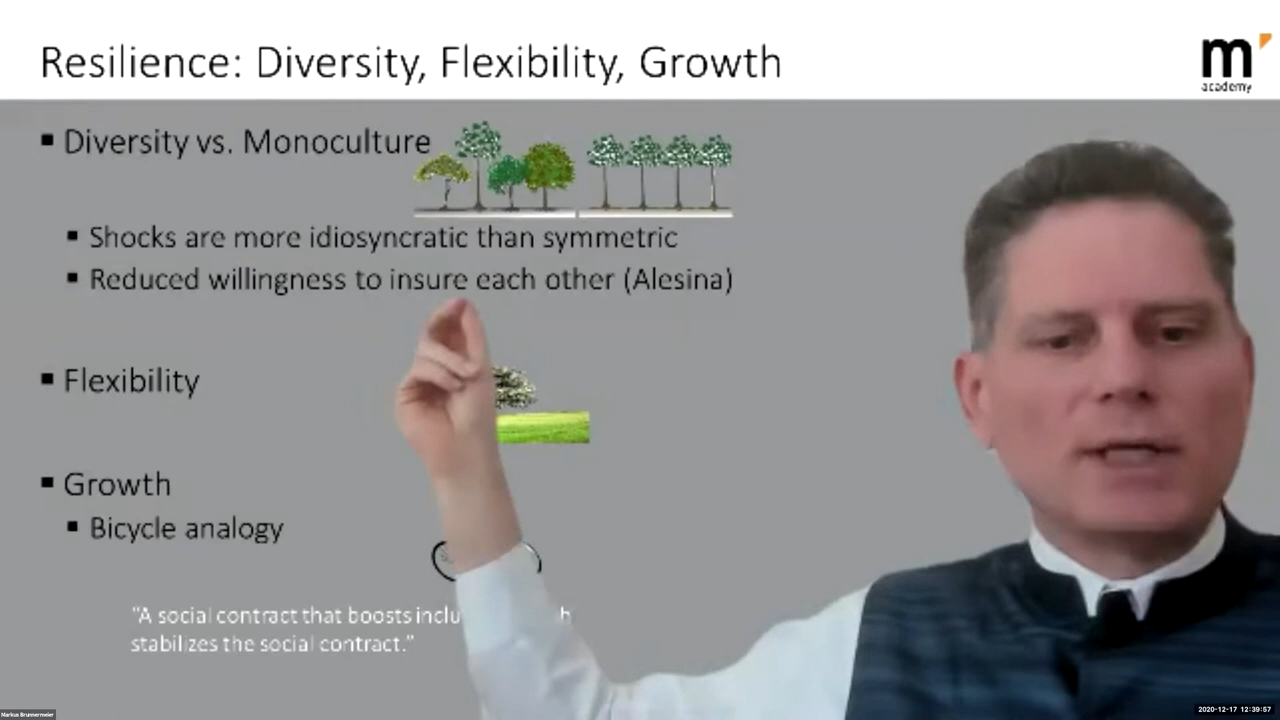 Resilience: Diversity, Flexibility, Growth
m'
academy
▪ Diversity vs. Monoculture
▪ Shocks are more idiosyncratic than symmetric
▪ Reduced willingness to insure each other (Alesina)
▪ Flexibility
▪ Growth
▪ Bicycle analogy
"A social contract that boosts
stabilizes the social contract."
Markus Brunnermeier
2020-12-17 12:39:57